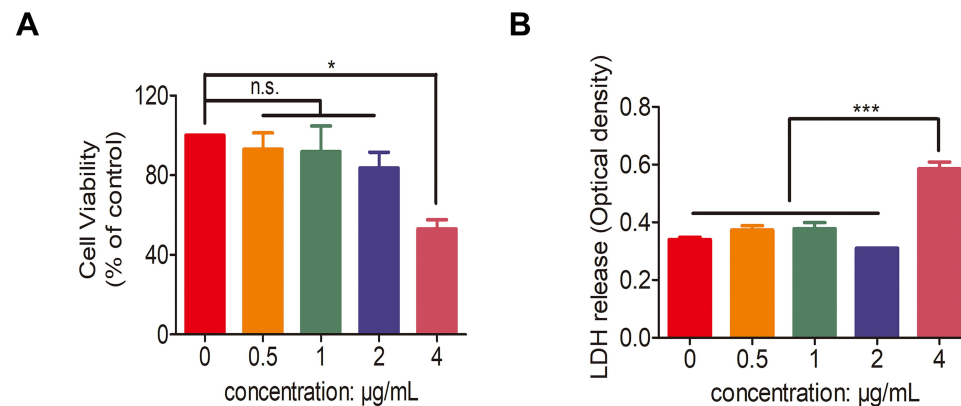 A
B
*
n.s.
120
80
40
0
Cell Viability
(% of control)
0 0.5 1 2 4
concentration: μg/mL
***
0.8
0.6
0.4
0.2
0.0
LDH release (Optical density)
0 0.5 1 2 4
concentration: μg/mL